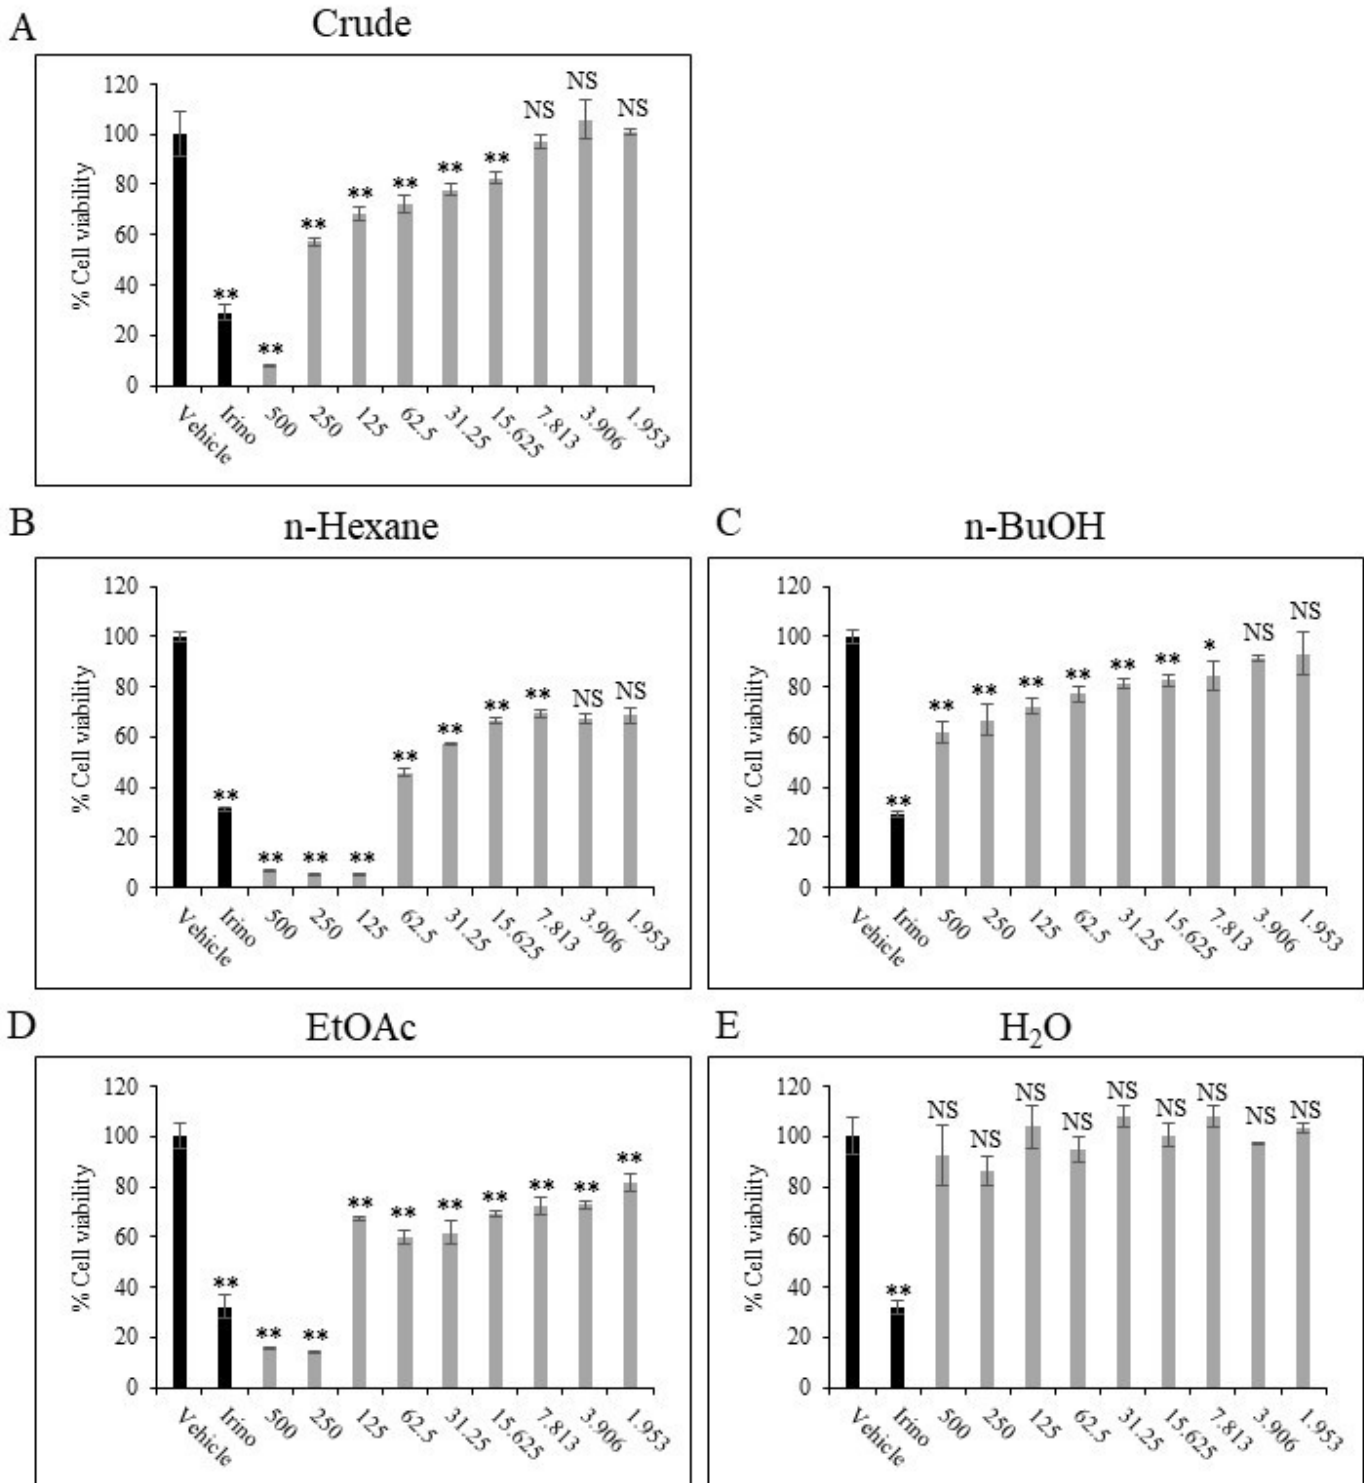 A
Crude
% Cell viability
120
100
80
60
40
20
0
**
**
**
**
**
**
**
NS
NS
NS
Vehicle
Irino
500
250
125
62.5
31.25
15.625
7.813
3.906
1.953
B
n-Hexane
% Cell viability
120
100
80
60
40
20
0
**
**
**
**
**
**
**
**
NS
NS
Vehicle
Irino
500
250
125
62.5
31.25
15.625
7.813
3.906
1.953
C
n-BuOH
% Cell viability
120
100
80
60
40
20
0
**
**
**
**
**
**
**
*
NS
NS
Vehicle
Irino
500
250
125
62.5
31.25
15.625
7.813
3.906
1.953
D
EtOAc
% Cell viability
120
100
80
60
40
20
0
**
**
**
**
**
**
**
**
**
**
Vehicle
Irino
500
250
125
62.5
31.25
15.625
7.813
3.906
1.953
E
H₂O
% Cell viability
120
100
80
60
40
20
0
**
NS
NS
NS
NS
NS
NS
NS
NS
NS
Vehicle
Irino
500
250
125
62.5
31.25
15.625
7.813
3.906
1.953